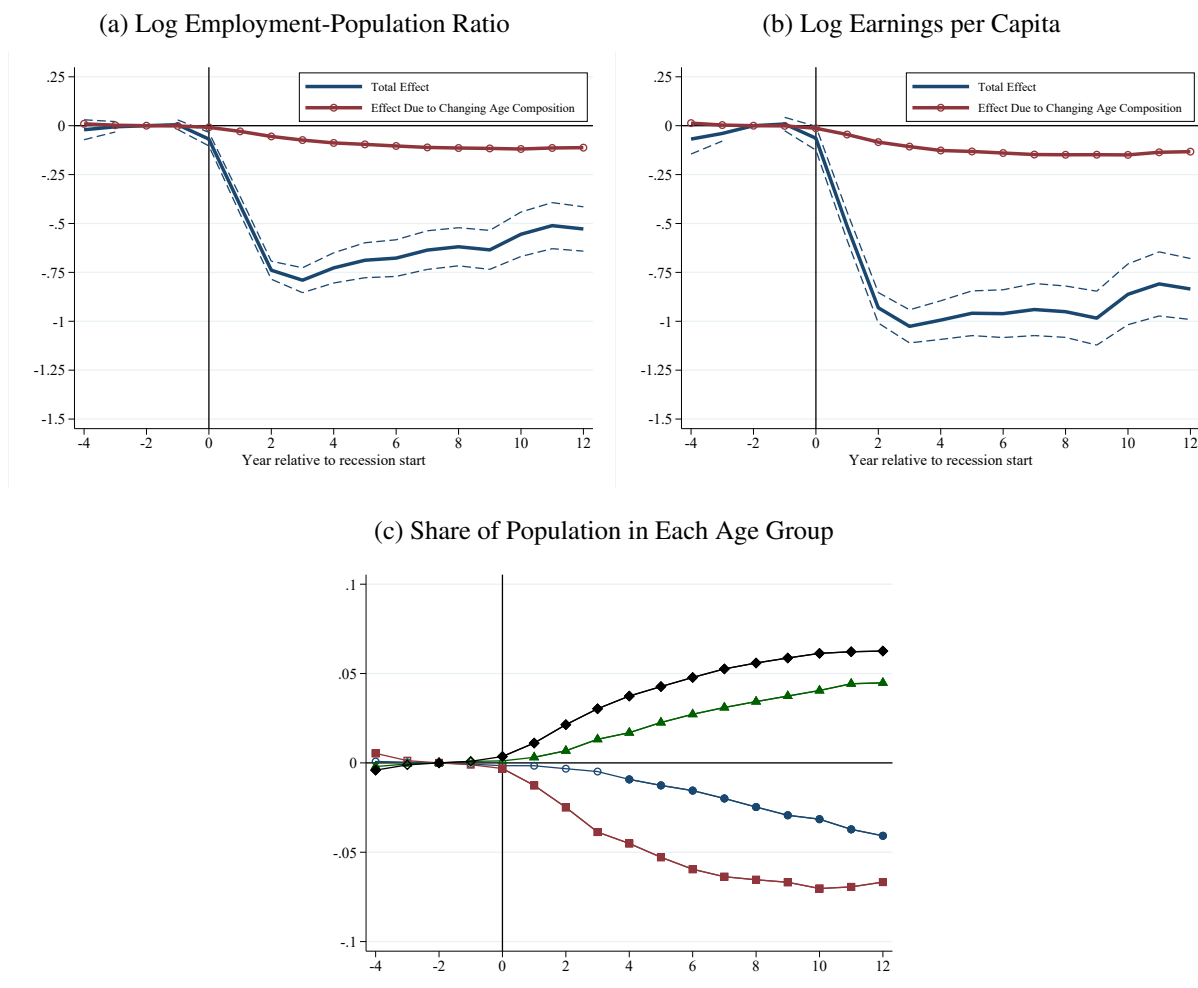 (a) Log Employment-Population Ratio
Total Effect
Effect Due to Changing Age Composition
.25
0
-.25
-.5
-.75
-1
-1.25
-1.5
-4 -2 0 2 4 6 8 10 12
Year relative to recession start
(b) Log Earnings per Capita
Total Effect
Effect Due to Changing Age Composition
.25
0
-.25
-.5
-.75
-1
-1.25
-1.5
-4 -2 0 2 4 6 8 10 12
Year relative to recession start
(c) Share of Population in Each Age Group
.1
.05
0
-.05
-.1
-4 -2 0 2 4 6 8 10 12